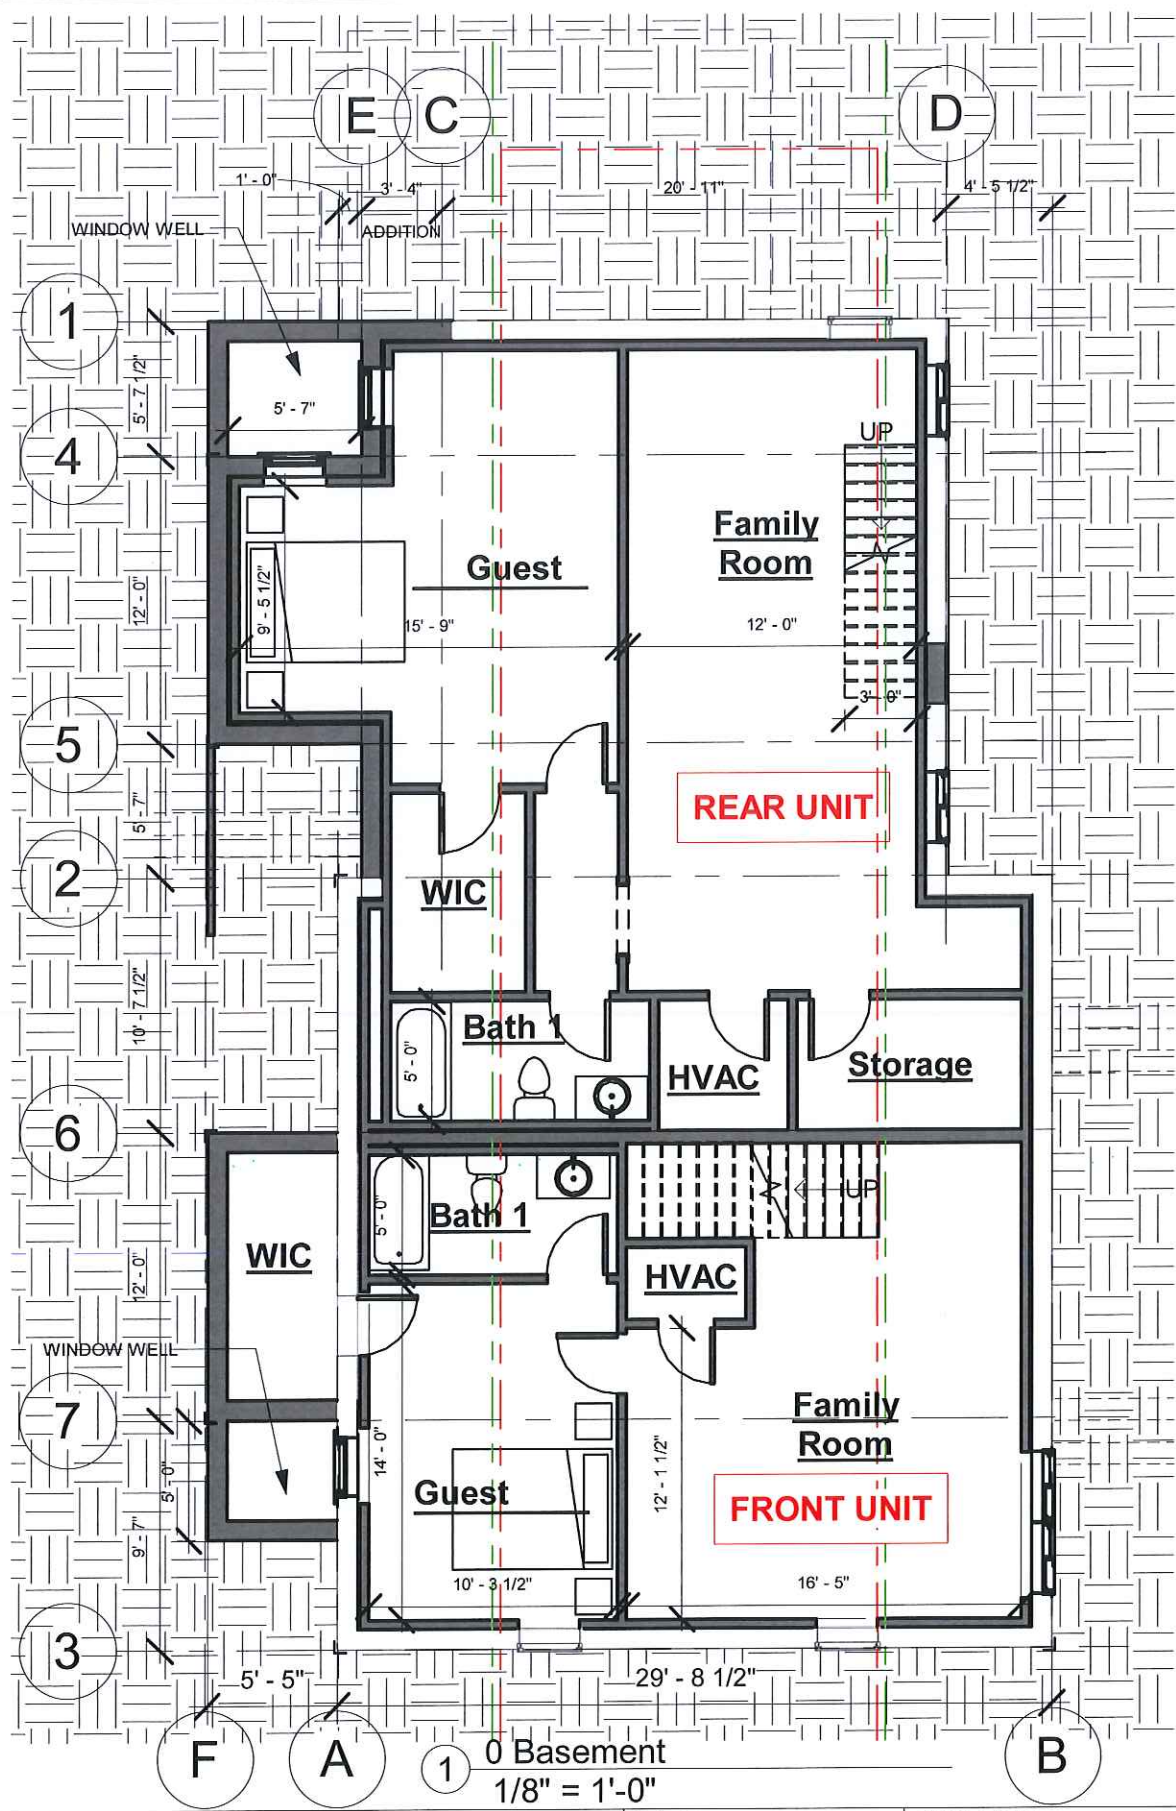 E
C
D
1' - 0"
3' - 4"
20' - 11"
4' - 5 1/2"
WINDOW WELL
ADDITION
1
5' - 7 1/2"
5' - 7"
4
UP
Family
Room
Guest
12' - 0"
9' - 5 1/2"
15' - 9"
12' - 0"
3' - 0"
5
REAR UNIT
5' - 7"
2
WIC
10' - 7 1/2"
Bath 1
5' - 0"
HVAC
Storage
6
UP
5' - 0"
Bath 1
WIC
HVAC
12' - 0"
WINDOW WELL
7
Family
Room
14' - 0"
12' - 1 1/2"
5' - 0"
Guest
FRONT UNIT
9' - 7"
10' - 3 1/2"
16' - 5"
3
5' - 5"
29' - 8 1/2"
F
A
B
1
0 Basement
1/8" = 1'-0"